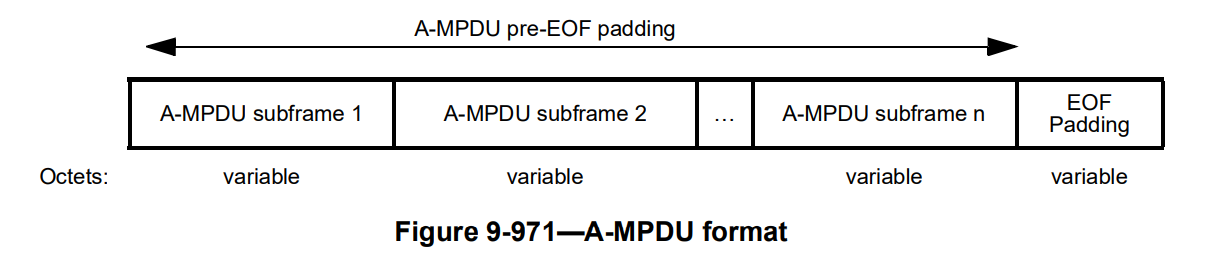 A-MPDU pre-EOF padding
A-MPDU subframe 1 A-MPDU subframe 2 … A-MPDU subframe n EOF Padding
Octets: variable variable variable variable
Figure 9-971—A-MPDU format